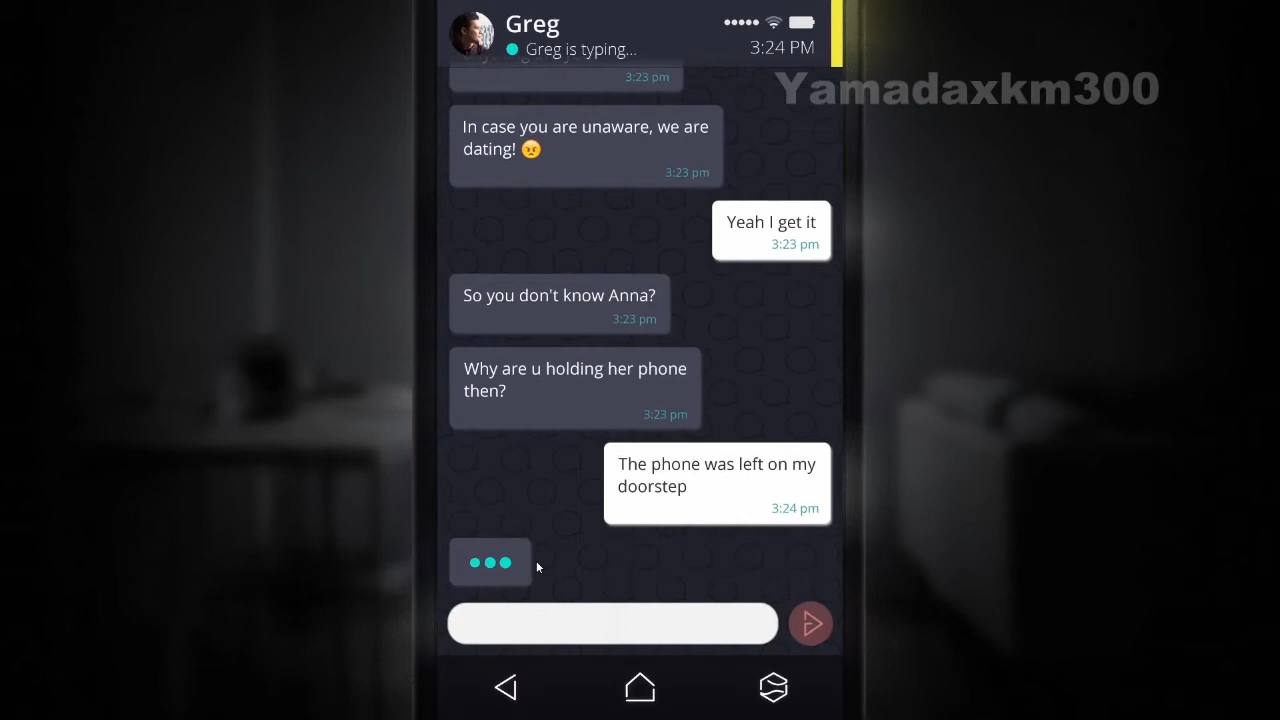 Greg
Greg is typing...
3:24 PM
Yamadaxkm300
3:23 pm
In case you are unaware, we are
dating! 😠
3:23 pm
Yeah I get it
3:23 pm
So you don't know Anna?
3:23 pm
Why are u holding her phone
then?
3:23 pm
The phone was left on my
doorstep
3:24 pm